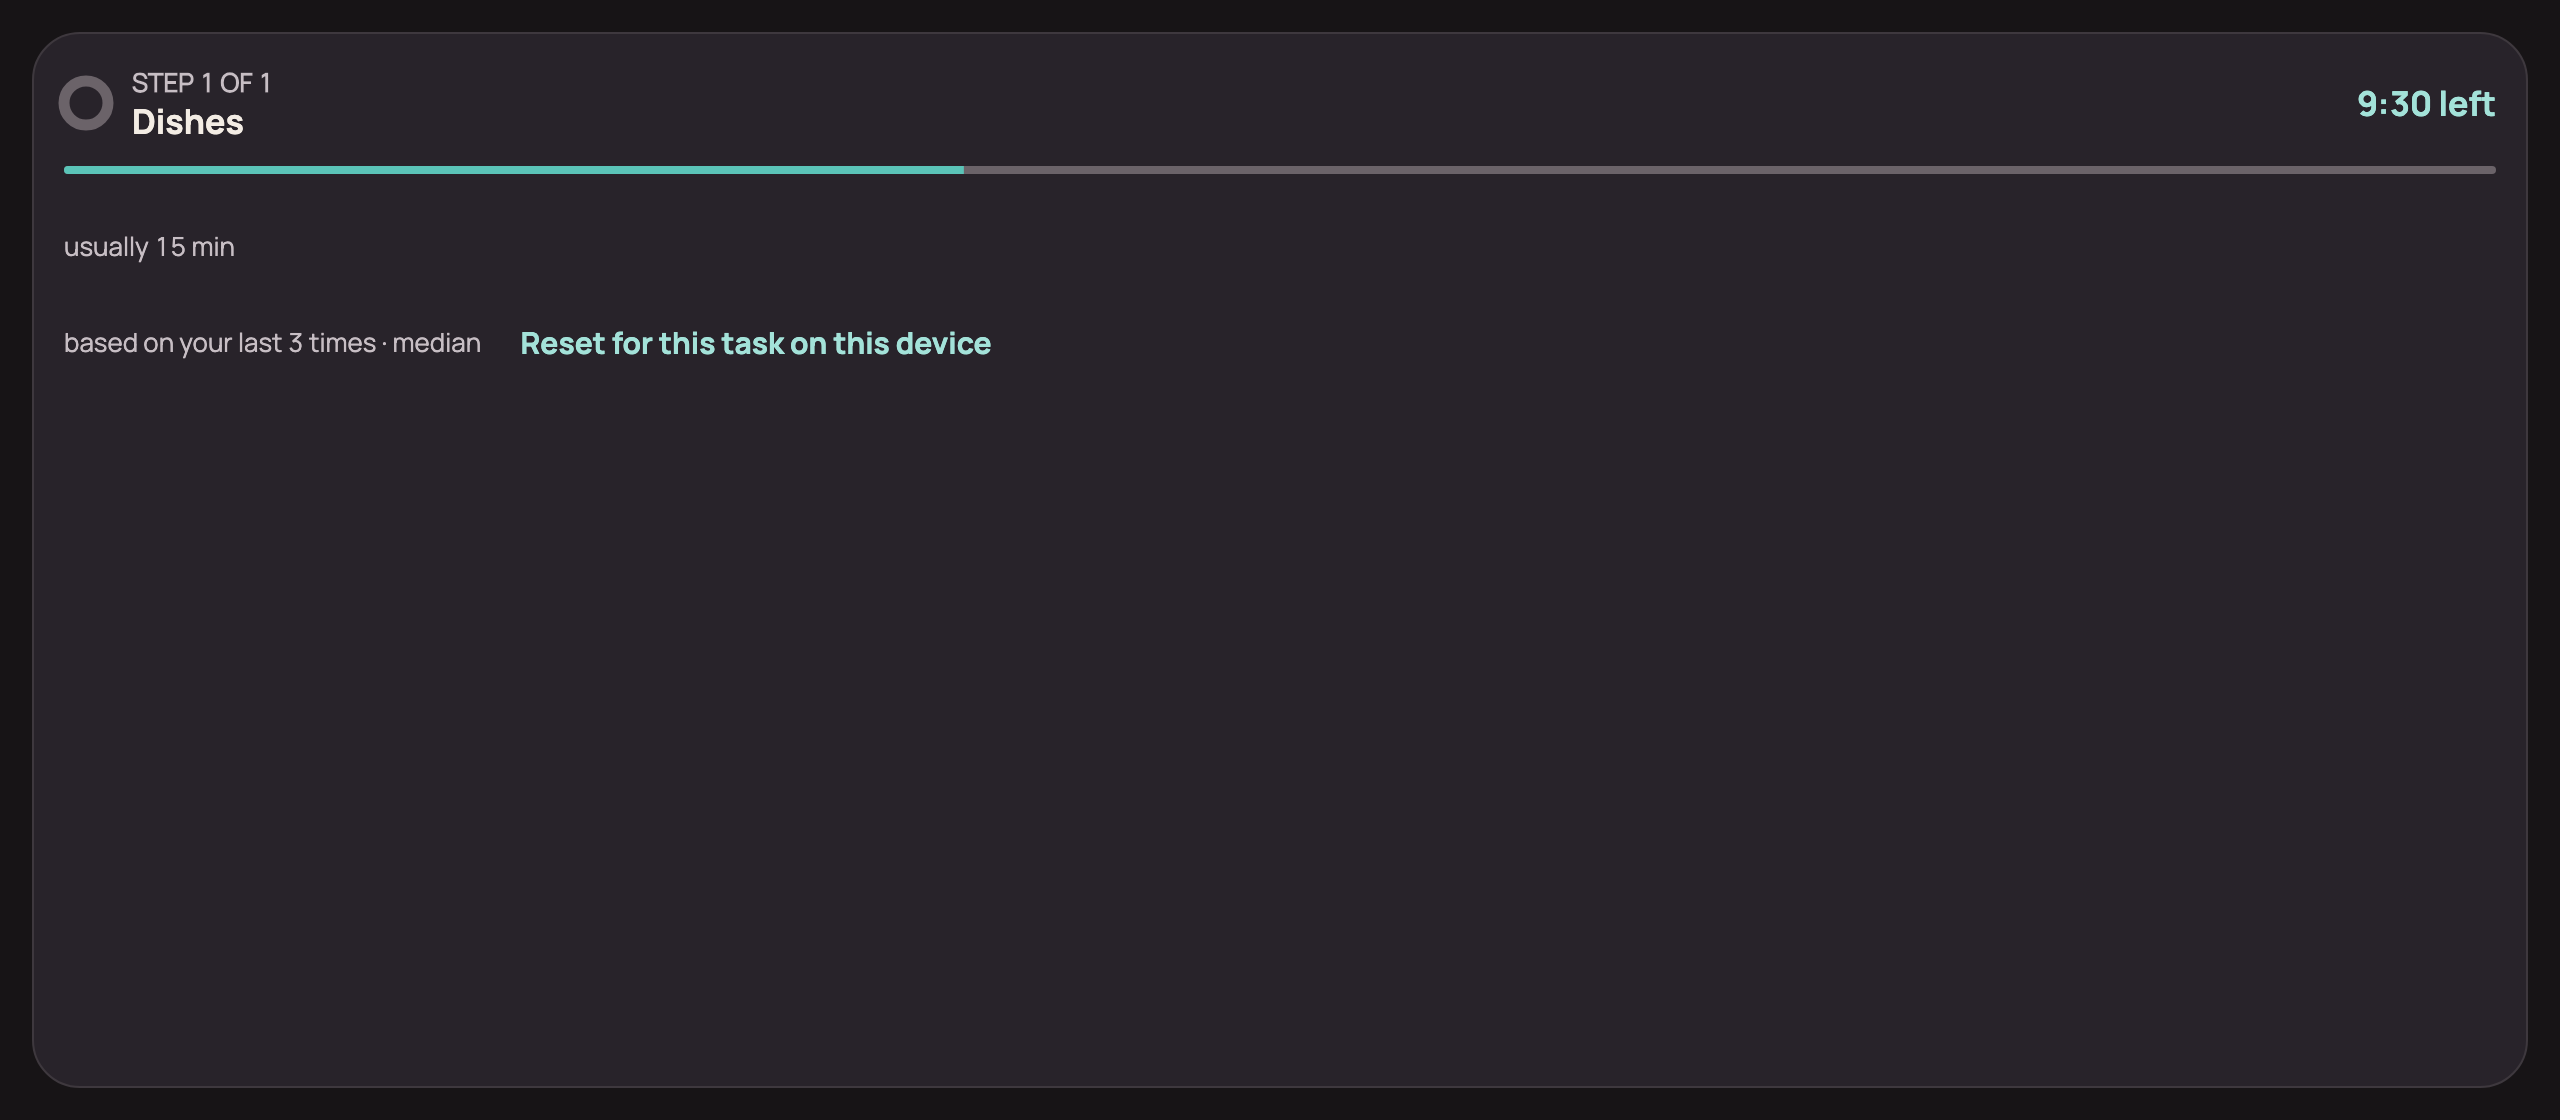 STEP 1 OF 1
Dishes
9:30 left
usually 15 min
based on your last 3 times · median
Reset for this task on this device